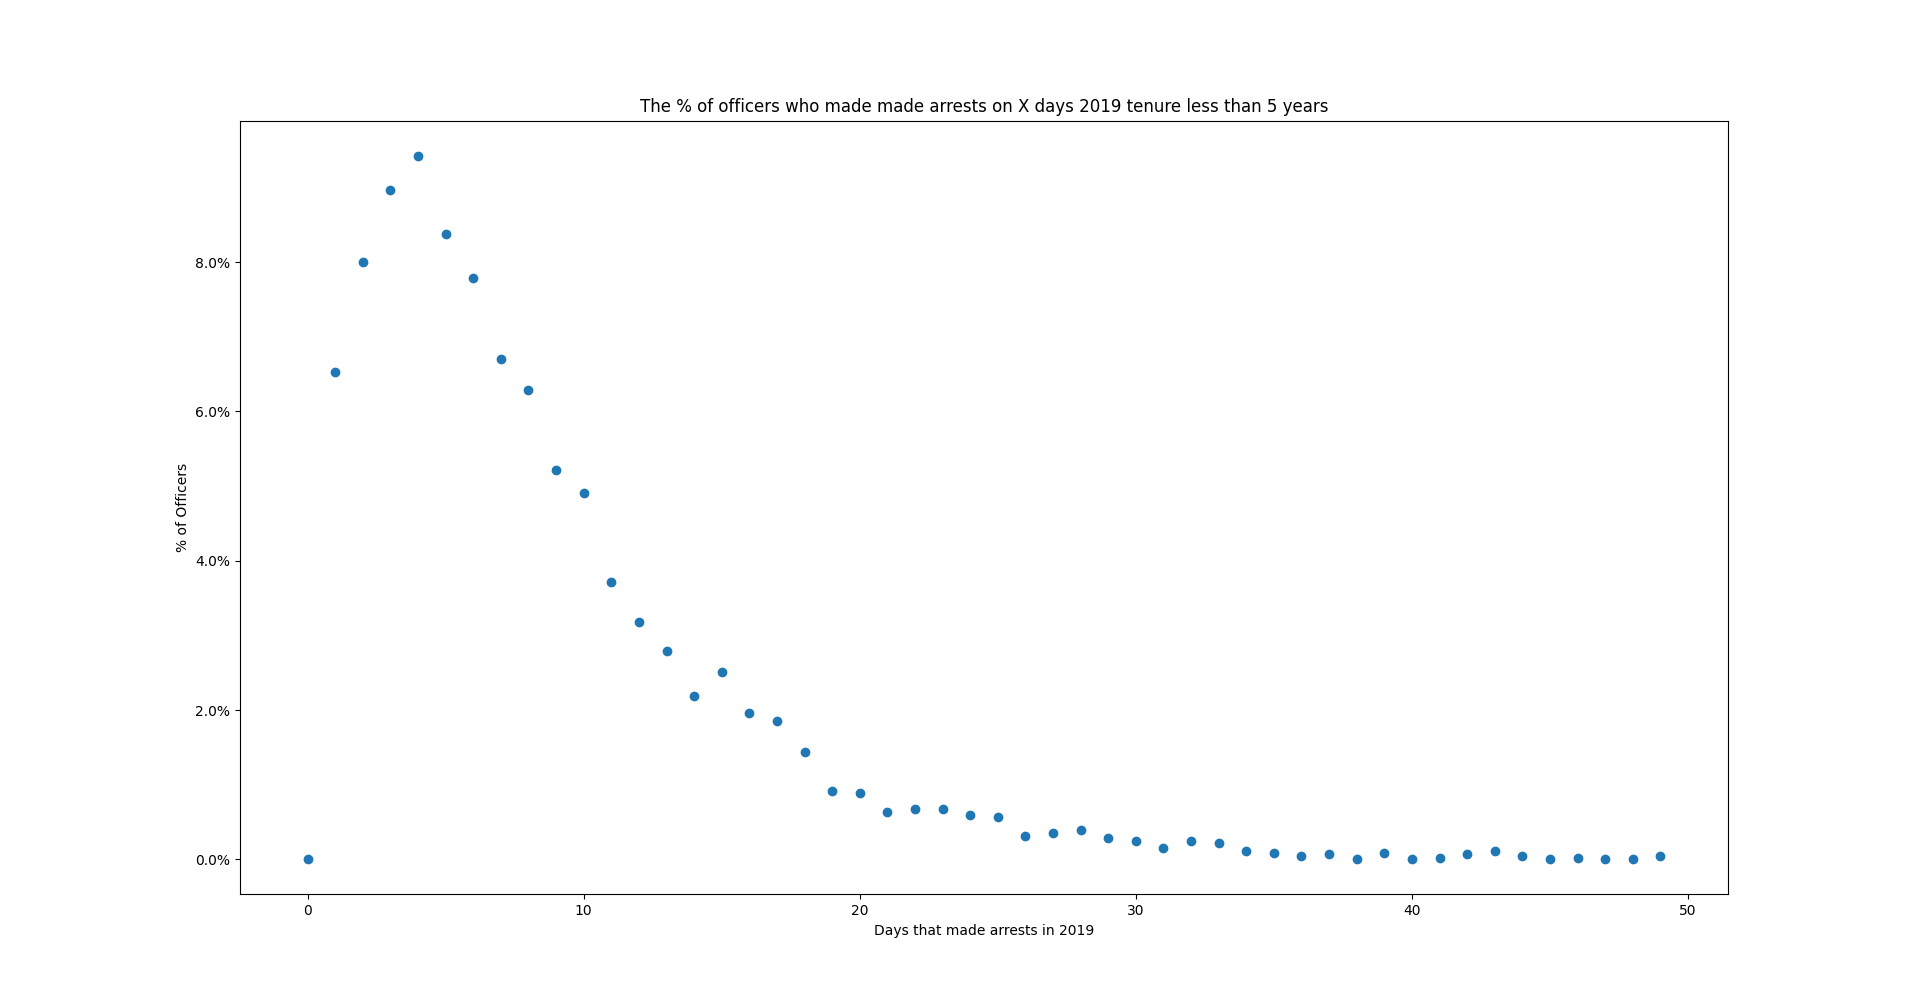 The % of officers who made made arrests on X days 2019 tenure less than 5 years
8.0%
6.0%
4.0%
2.0%
0.0%
% of Officers
0 10 20 30 40 50
Days that made arrests in 2019